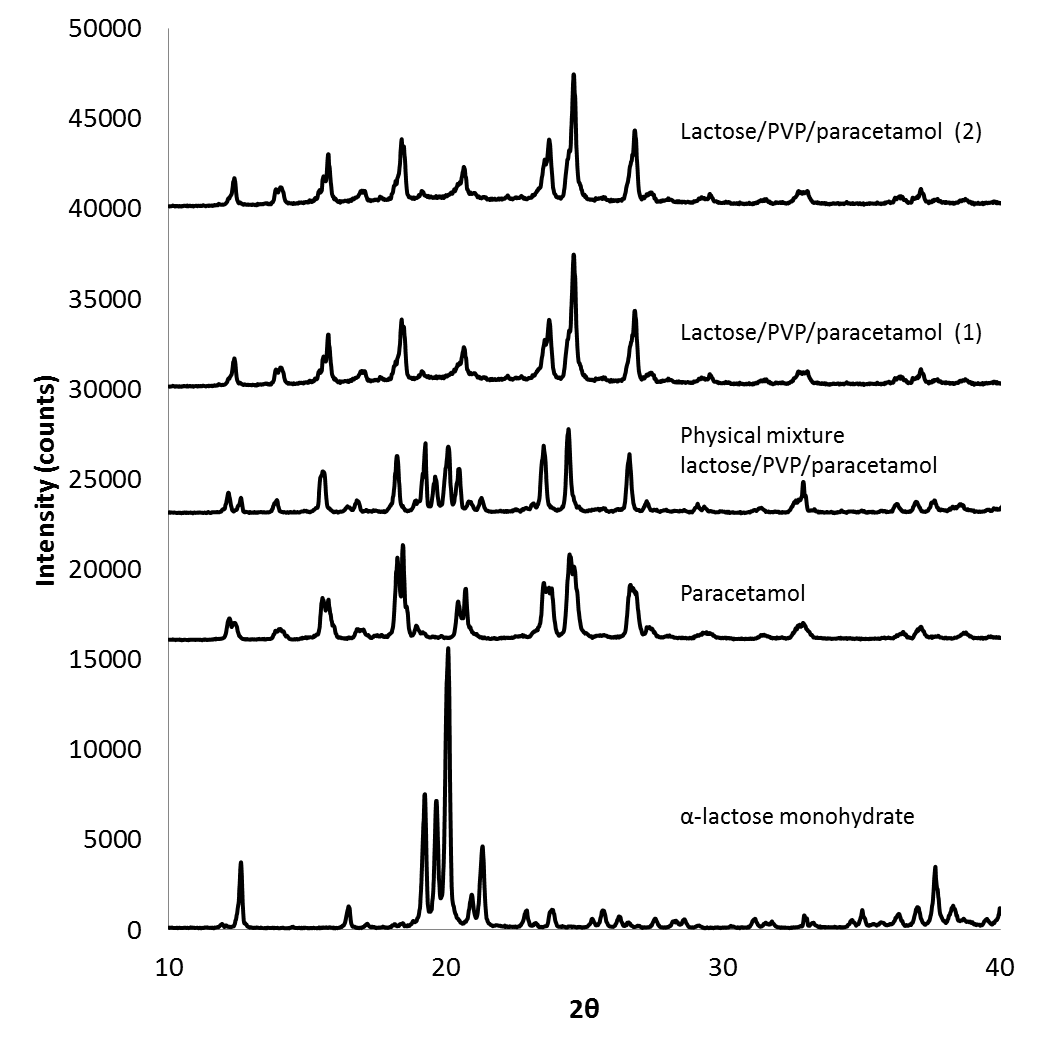 50000
45000
40000
35000
30000
25000
20000
15000
10000
5000
0
Intensity (counts)
Lactose/PVP/paracetamol (2)
Lactose/PVP/paracetamol (1)
Physical mixture
lactose/PVP/paracetamol
Paracetamol
α-lactose monohydrate
10
20
30
40
2θ